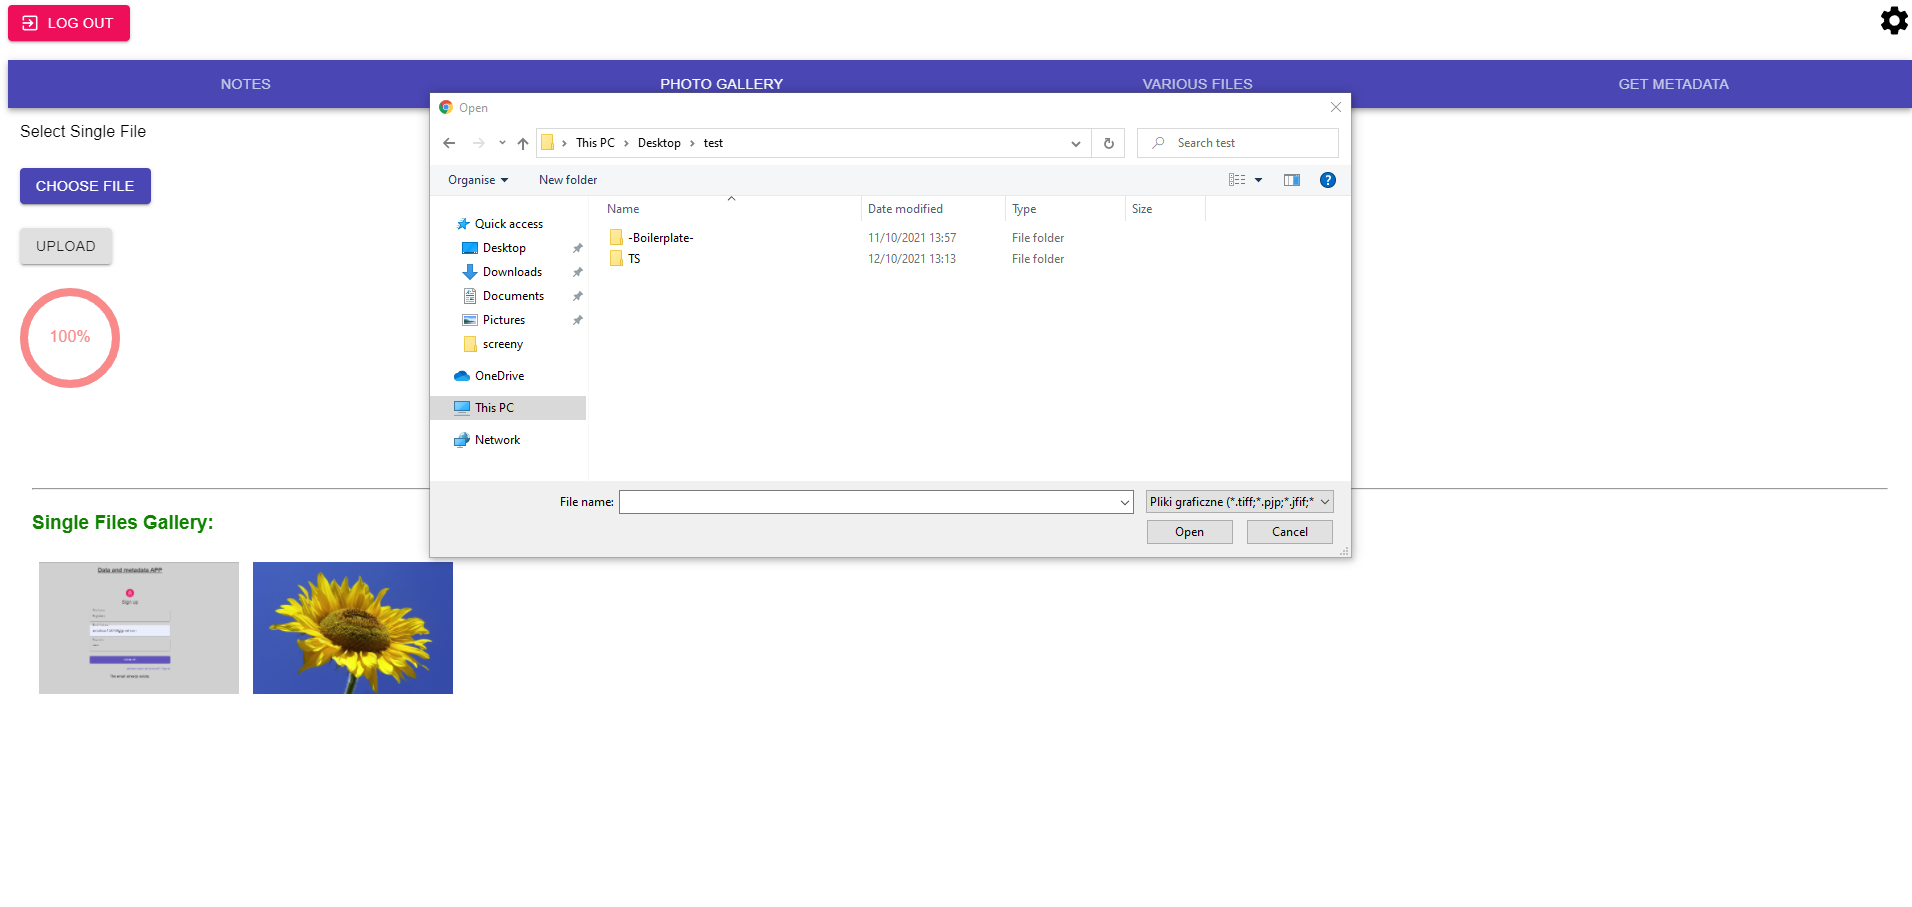 LOG OUT
NOTES
PHOTO GALLERY
VARIOUS FILES
GET METADATA
Select Single File
CHOOSE FILE
UPLOAD
100%
Open
This PC
Desktop
test
Search test
Organise
New folder
Name
Date modified
Type
Size
Quick access
Desktop
Downloads
Documents
Pictures
screeny
OneDrive
This PC
Network
-Boilerplate- 11/10/2021 13:57 File folder
TS 12/10/2021 13:13 File folder
File name:
Pliki graficzne (*.tiff;*.pjp;*.jfif;*
Open
Cancel
Single Files Gallery:
Data and metadata APP
Sign up
The email already exists.